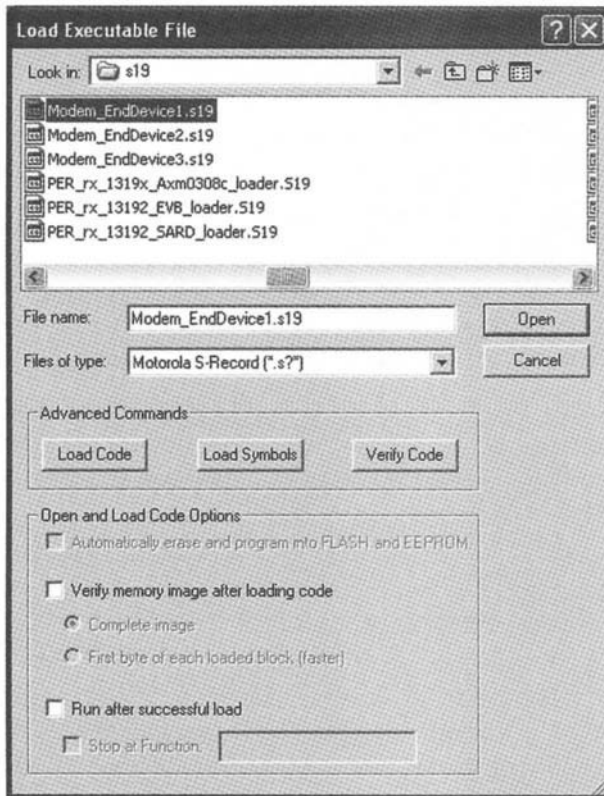 Load Executable File
Look in: s19
Modem_EndDevice1.s19
Modem_EndDevice2.s19
Modem_EndDevice3.s19
PER_rx_1319x_Axm0308c_loader.S19
PER_rx_13192_EVB_loader.S19
PER_rx_13192_SARD_loader.S19
File name: Modem_EndDevice1.s19 Open
Files of type: Motorola S-Record (".s?") Cancel
Advanced Commands
Load Code Load Symbols Verify Code
Open and Load Code Options
Automatically erase and program into FLASH and EEPROM
Verify memory image after loading code
Complete image
First byte of each loaded block (faster)
Run after successful load
Stop at Function: